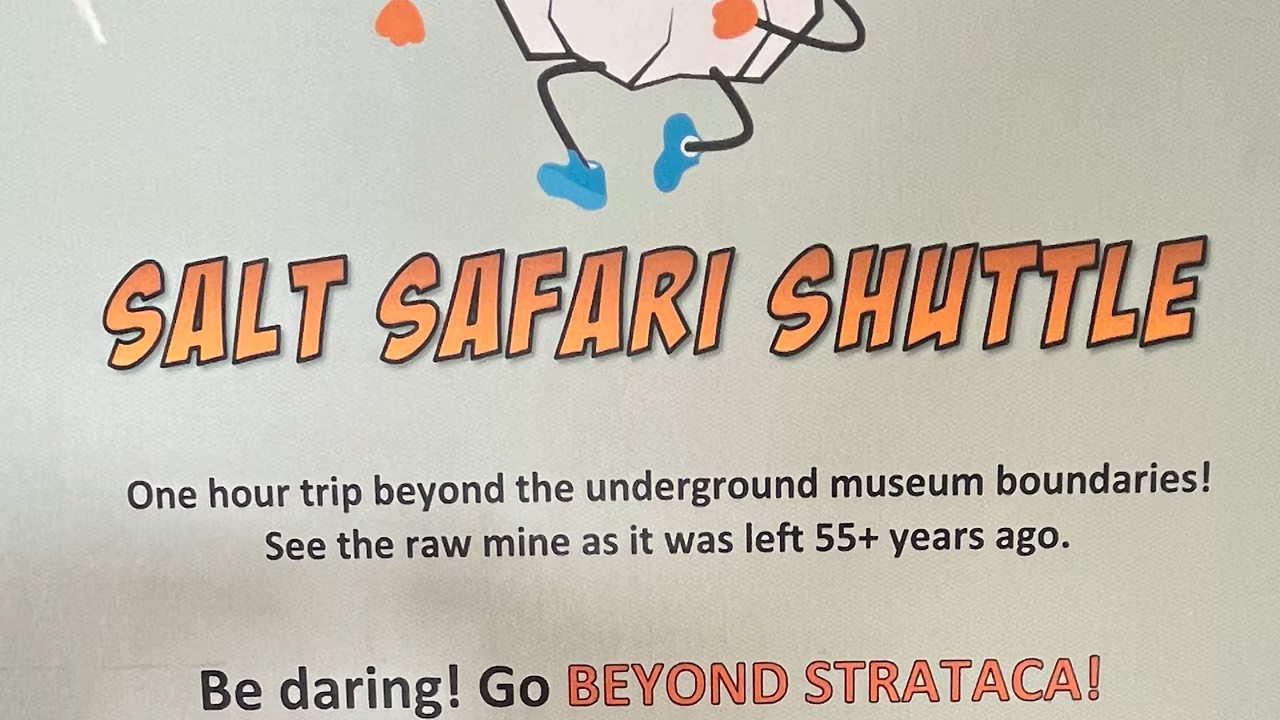 SALT SAFARI SHUTTLE
One hour trip beyond the underground museum boundaries!
See the raw mine as it was left 55+ years ago.
Be daring! Go BEYOND STRATACA!